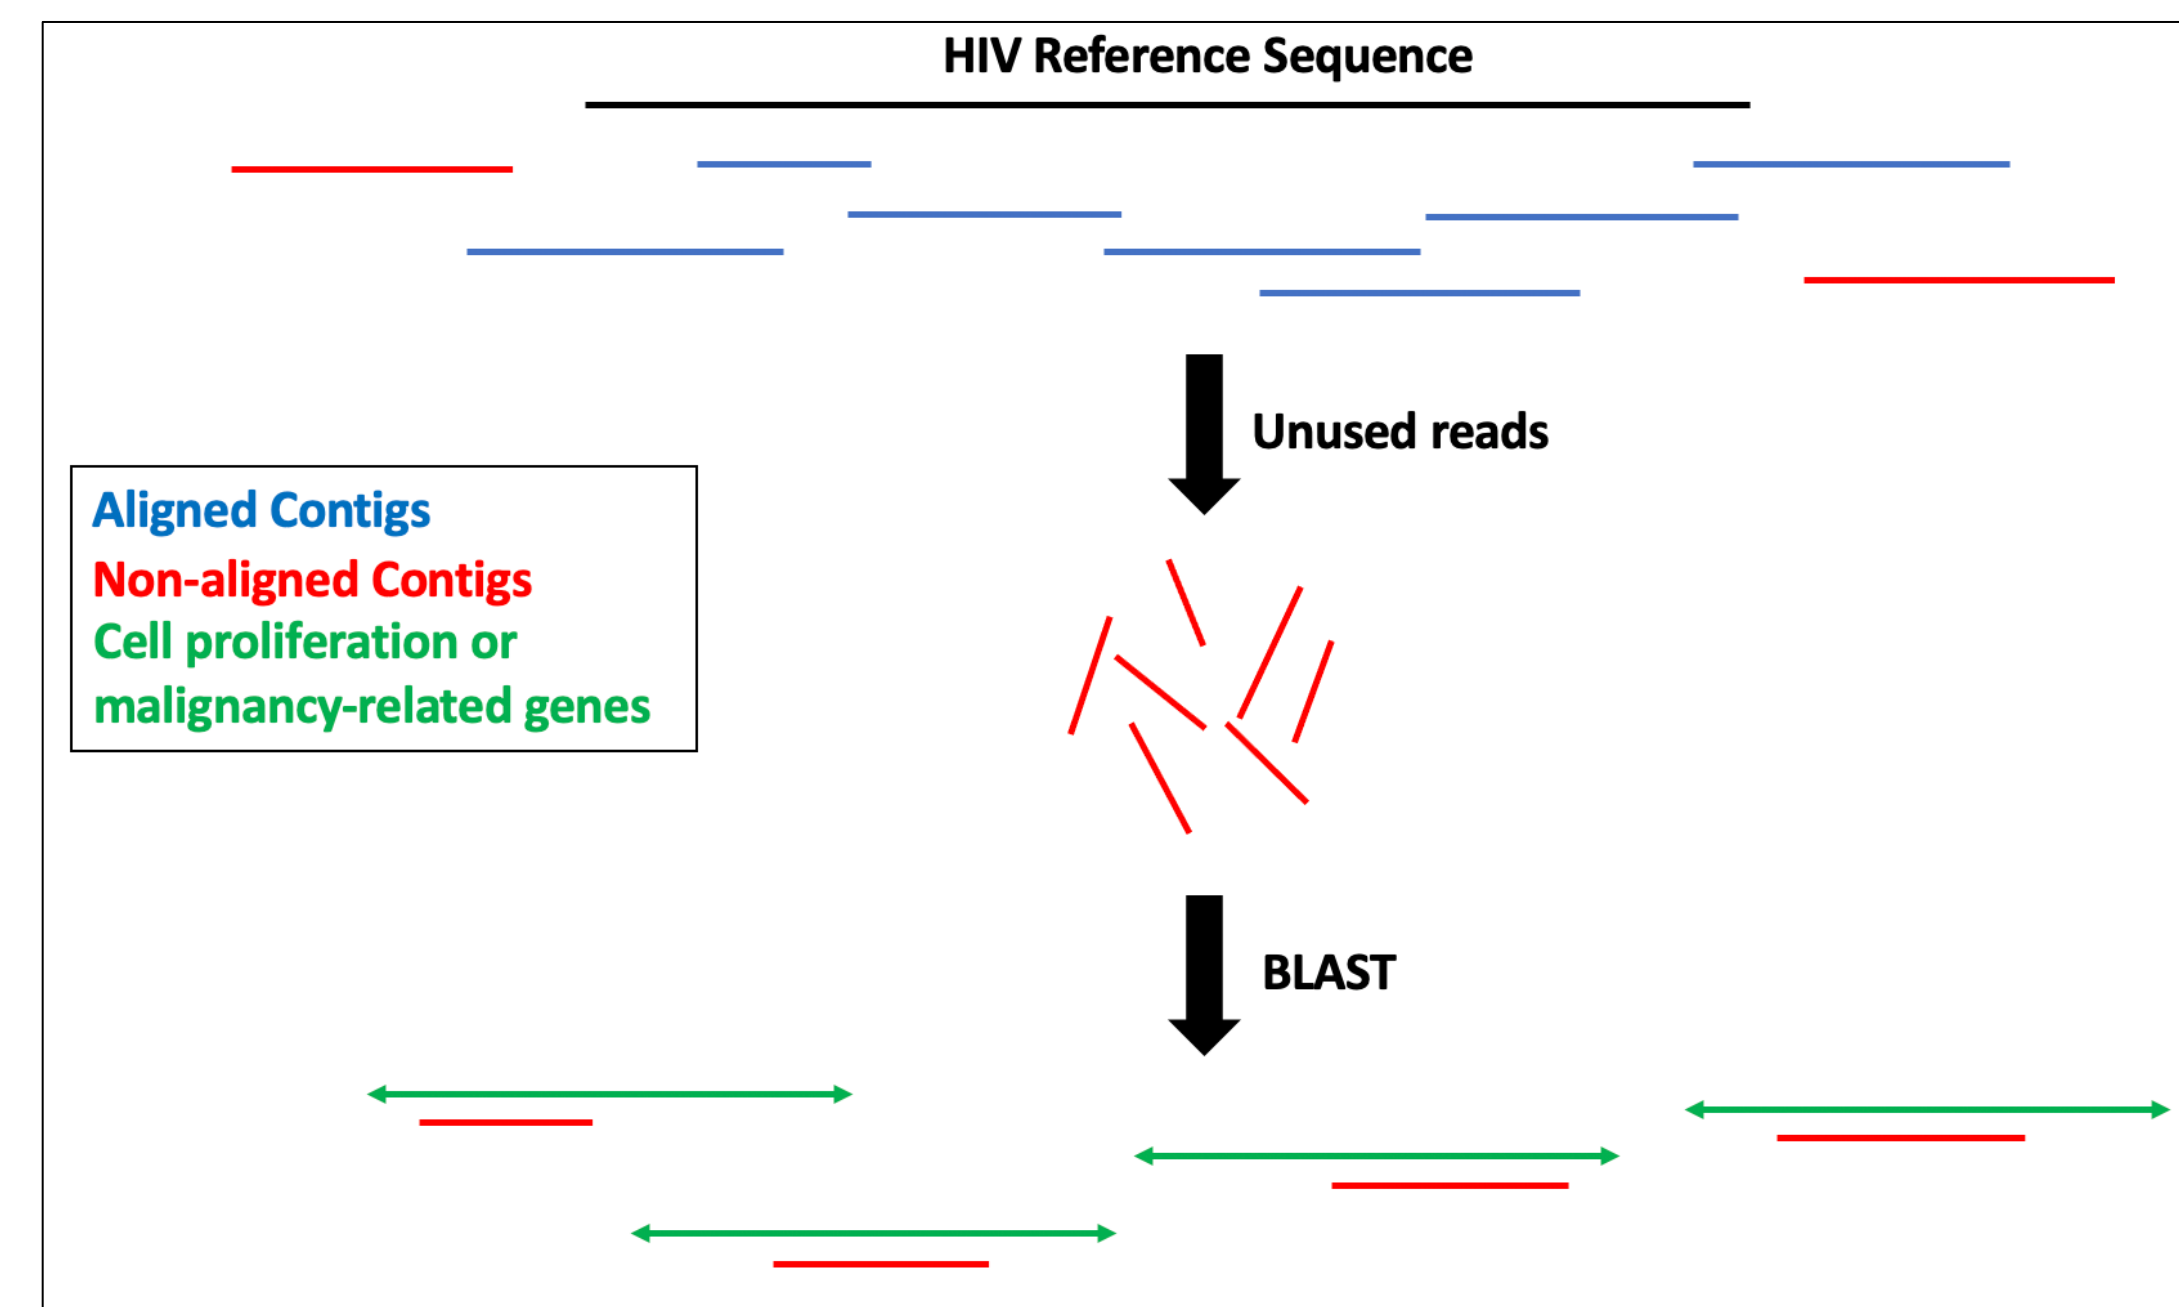 HIV Reference Sequence
Unused reads
Aligned Contigs
Non-aligned Contigs
Cell proliferation or
malignancy-related genes
BLAST